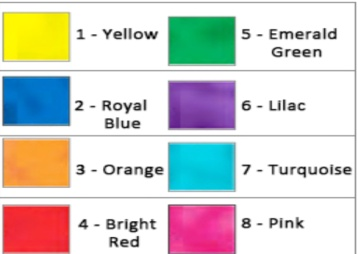 1 - Yellow
5 - Emerald
Green
2 - Royal
Blue
6 - Lilac
3 - Orange
7 - Turquoise
4 - Bright
Red
8 - Pink